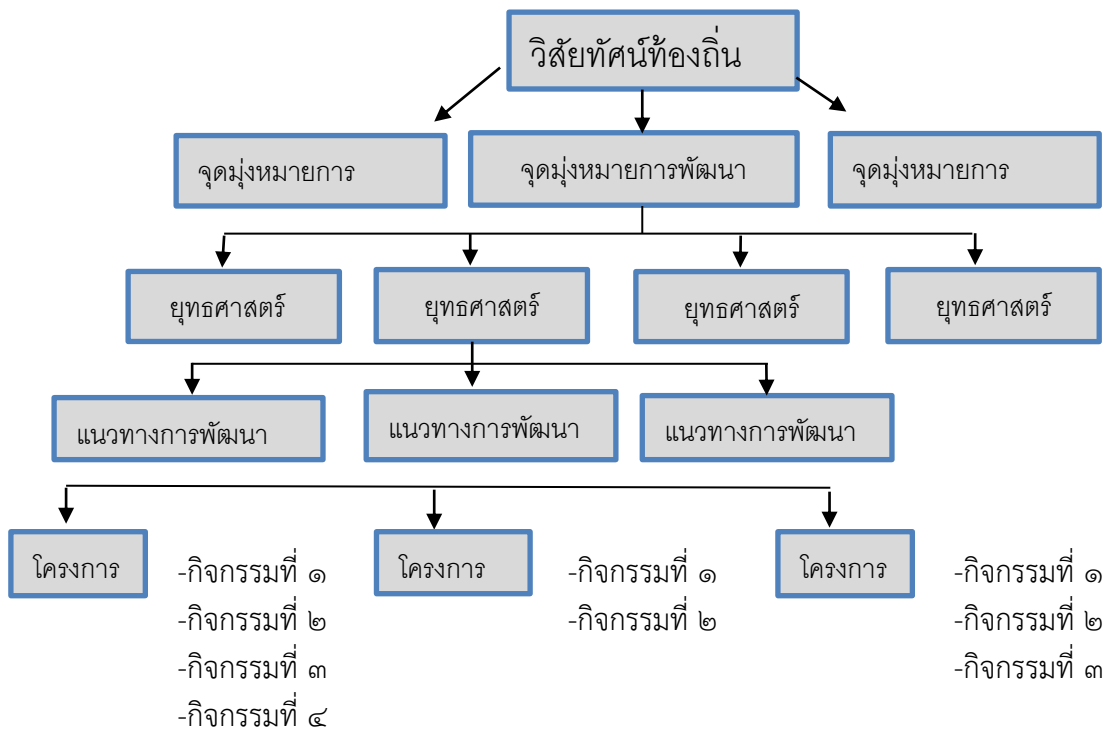 วิสัยทัศน์ท้องถิ่น
จุดมุ่งหมายการ
จุดมุ่งหมายการพัฒนา
จุดมุ่งหมายการ
ยุทธศาสตร์
ยุทธศาสตร์
ยุทธศาสตร์
ยุทธศาสตร์
แนวทางการพัฒนา
แนวทางการพัฒนา
แนวทางการพัฒนา
โครงการ
-กิจกรรมที่ ๑
-กิจกรรมที่ ๒
-กิจกรรมที่ ๓
-กิจกรรมที่ ๔
โครงการ
-กิจกรรมที่ ๑
-กิจกรรมที่ ๒
โครงการ
-กิจกรรมที่ ๑
-กิจกรรมที่ ๒
-กิจกรรมที่ ๓